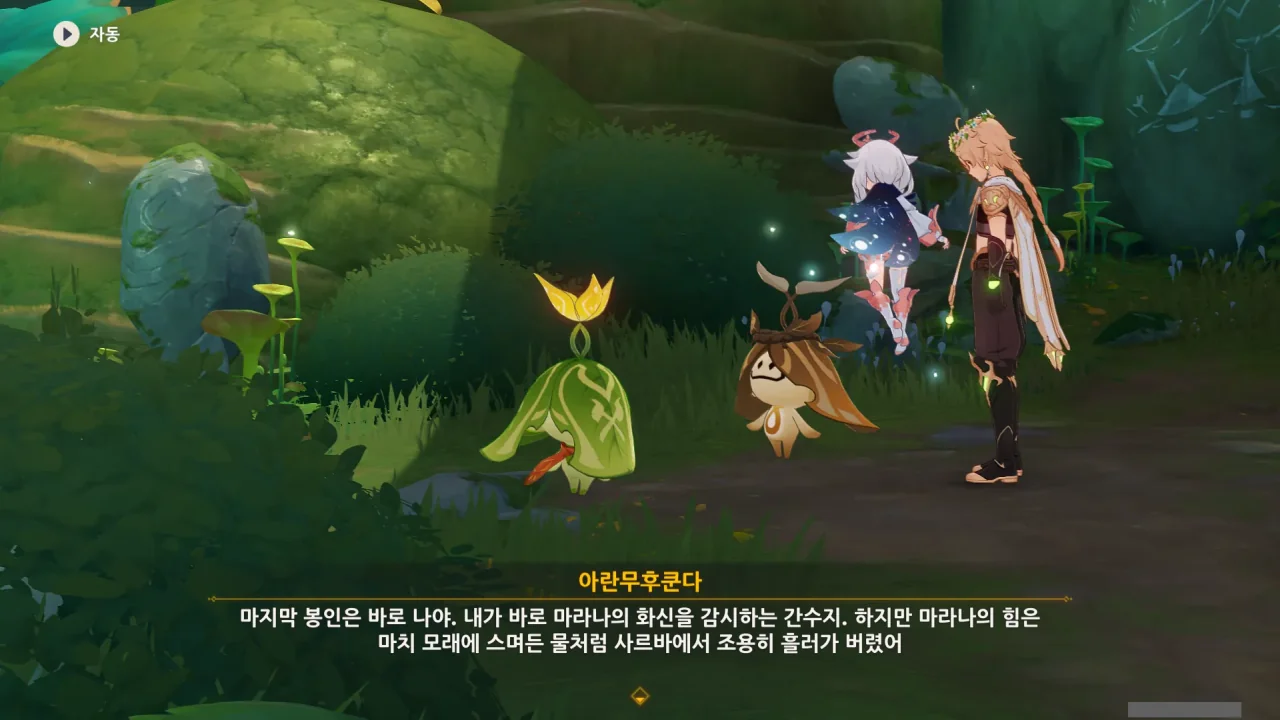 자동
아란무후쿤다
마지막 봉인은 바로 나야. 내가 바로 마라나의 화신을 감시하는 간수지. 하지만 마라나의 힘은
마치 모래에 스며든 물처럼 사르바에서 조용히 흘러가 버렸어